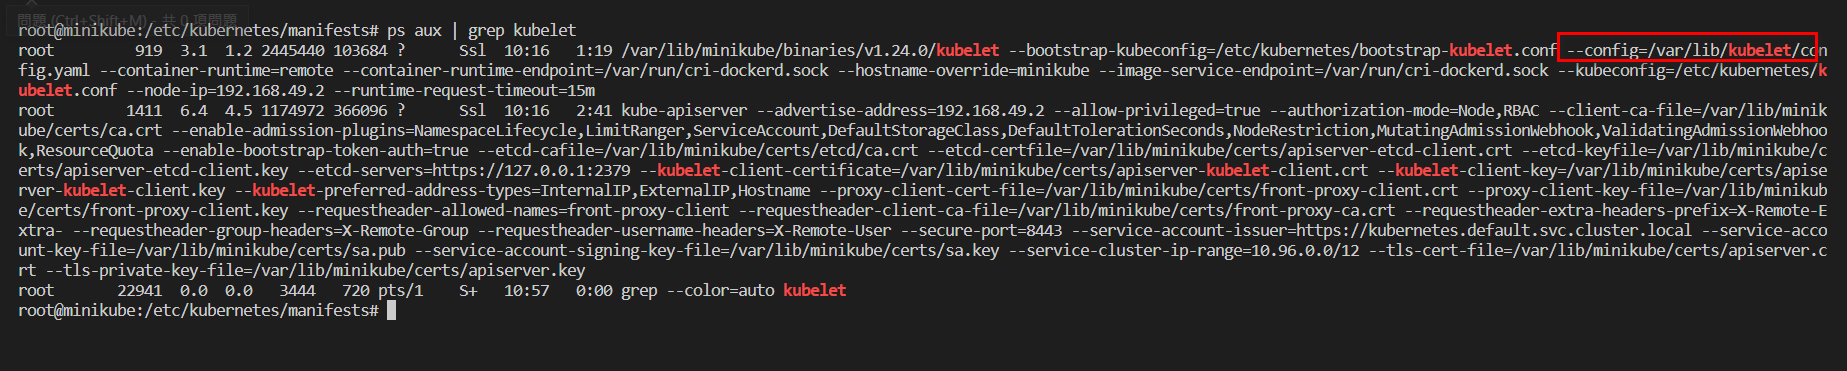 問題 (Ctrl+Shift+M) - 共 0 項問題
root@minikube:/etc/kubernetes/manifests# ps aux | grep kubelet
root         919  3.1  1.2 2445440 103684 ?      Ssl  10:16   1:19 /var/lib/minikube/binaries/v1.24.0/kubelet --bootstrap-kubeconfig=/etc/kubernetes/bootstrap-kubelet.conf --config=/var/lib/kubelet/con
fig.yaml --container-runtime=remote --container-runtime-endpoint=/var/run/cri-dockerd.sock --hostname-override=minikube --image-service-endpoint=/var/run/cri-dockerd.sock --kubeconfig=/etc/kubernetes/k
ubelet.conf --node-ip=192.168.49.2 --runtime-request-timeout=15m
root        1411  6.4  4.5 1174972 366096 ?      Ssl  10:16   2:41 kube-apiserver --advertise-address=192.168.49.2 --allow-privileged=true --authorization-mode=Node,RBAC --client-ca-file=/var/lib/minik
ube/certs/ca.crt --enable-admission-plugins=NamespaceLifecycle,LimitRanger,ServiceAccount,DefaultStorageClass,DefaultTolerationSeconds,NodeRestriction,MutatingAdmissionWebhook,ValidatingAdmissionWebhoo
k,ResourceQuota --enable-bootstrap-token-auth=true --etcd-cafile=/var/lib/minikube/certs/etcd/ca.crt --etcd-certfile=/var/lib/minikube/certs/apiserver-etcd-client.crt --etcd-keyfile=/var/lib/minikube/c
erts/apiserver-etcd-client.key --etcd-servers=https://127.0.0.1:2379 --kubelet-client-certificate=/var/lib/minikube/certs/apiserver-kubelet-client.crt --kubelet-client-key=/var/lib/minikube/certs/apise
rver-kubelet-client.key --kubelet-preferred-address-types=InternalIP,ExternalIP,Hostname --proxy-client-cert-file=/var/lib/minikube/certs/front-proxy-client.crt --proxy-client-key-file=/var/lib/minikub
e/certs/front-proxy-client.key --requestheader-allowed-names=front-proxy-client --requestheader-client-ca-file=/var/lib/minikube/certs/front-proxy-ca.crt --requestheader-extra-headers-prefix=X-Remote-E
xtra- --requestheader-group-headers=X-Remote-Group --requestheader-username-headers=X-Remote-User --secure-port=8443 --service-account-issuer=https://kubernetes.default.svc.cluster.local --service-acco
unt-key-file=/var/lib/minikube/certs/sa.pub --service-account-signing-key-file=/var/lib/minikube/certs/sa.key --service-cluster-ip-range=10.96.0.0/12 --tls-cert-file=/var/lib/minikube/certs/apiserver.c
rt --tls-private-key-file=/var/lib/minikube/certs/apiserver.key
root       22941  0.0  0.0   3444   720 pts/1    S+   10:57   0:00 grep --color=auto kubelet
root@minikube:/etc/kubernetes/manifests#